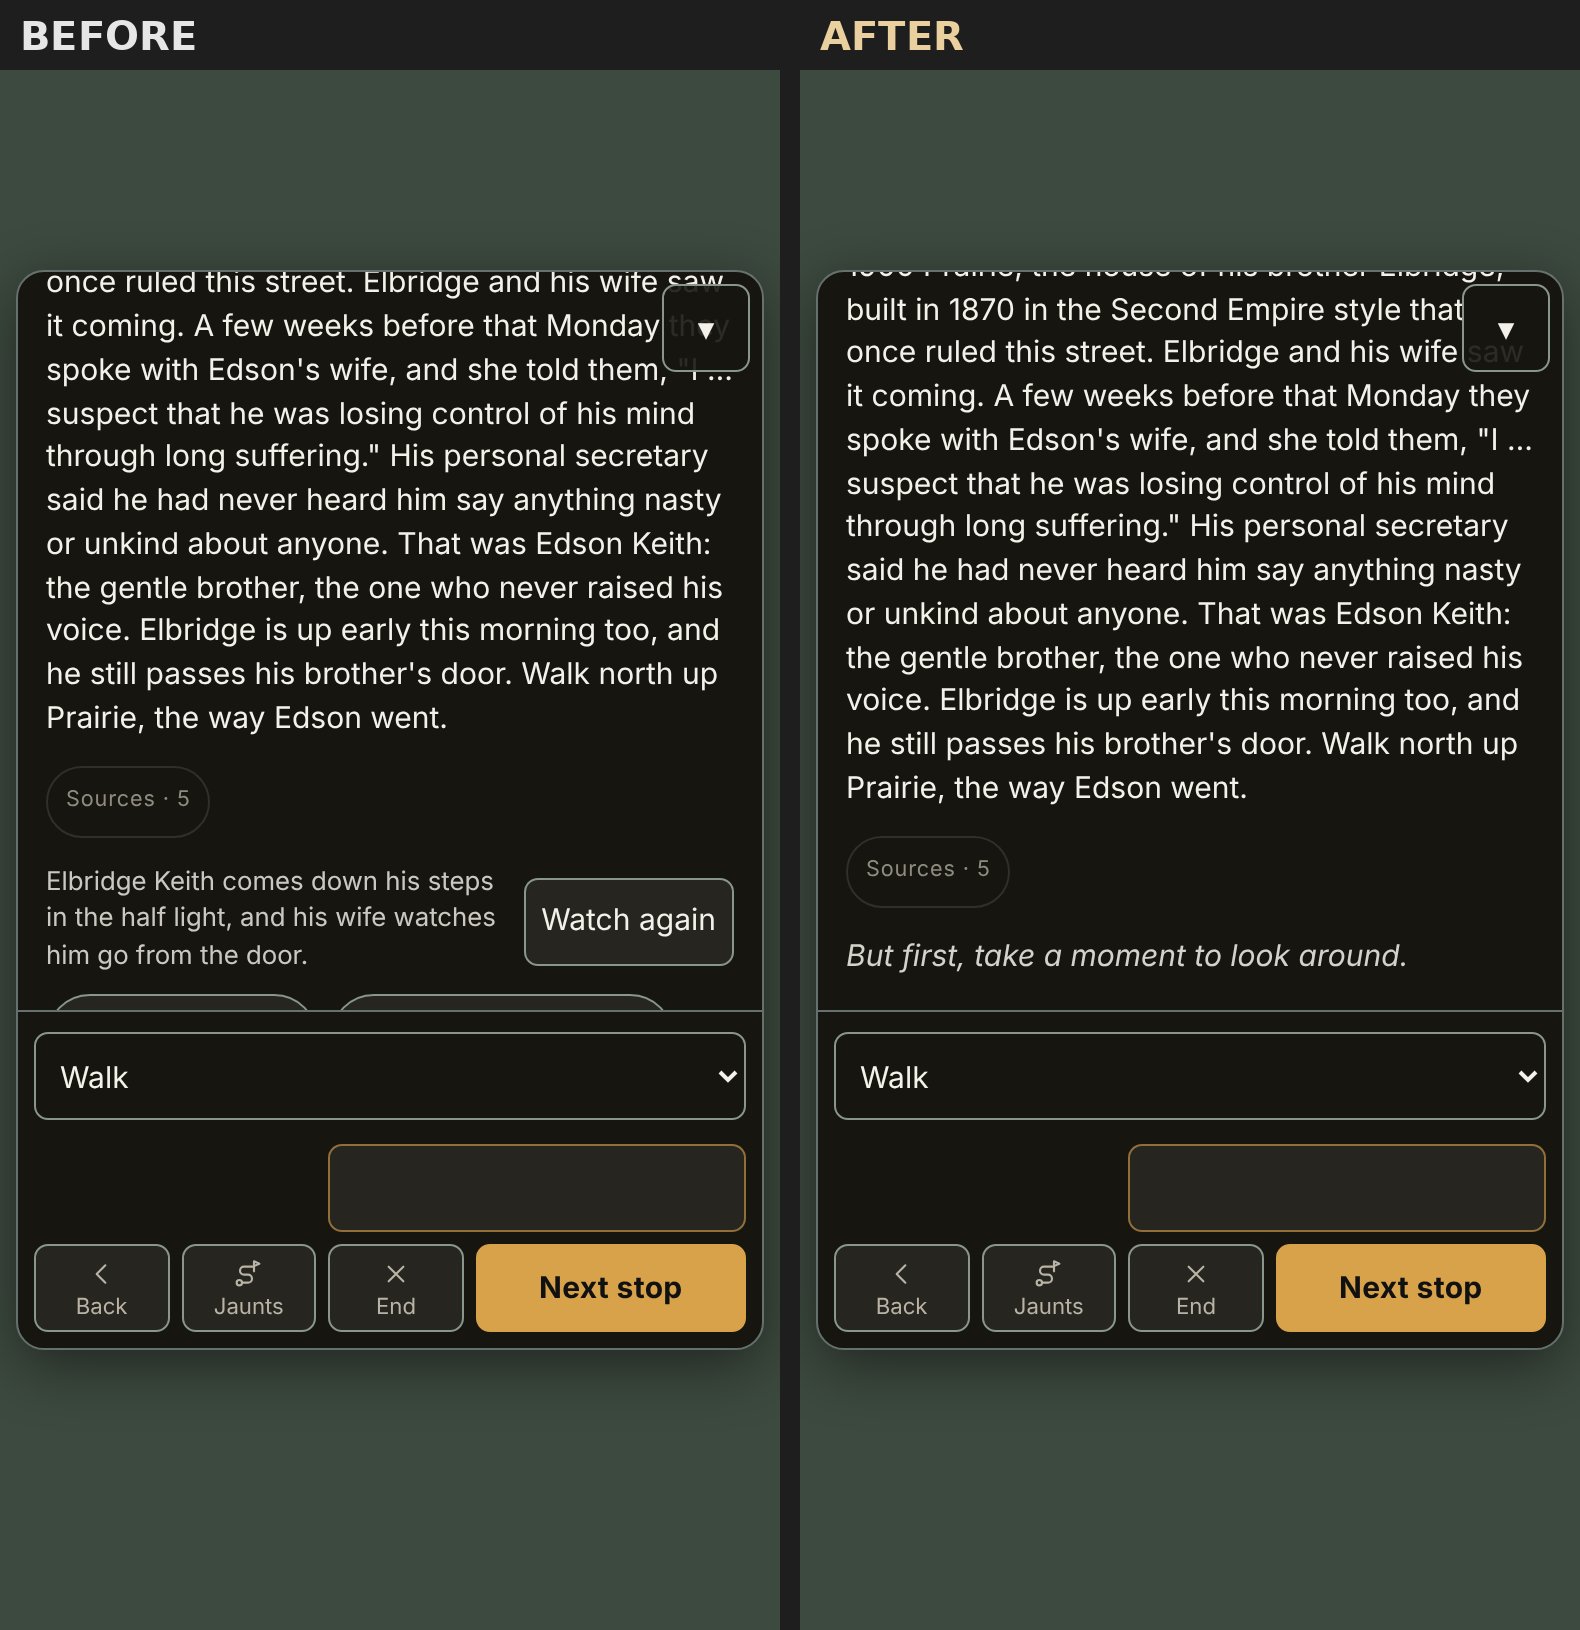 BEFORE
once ruled this street. Elbridge and his wife saw
it coming. A few weeks before that Monday they
spoke with Edson's wife, and she told them, "I ...
suspect that he was losing control of his mind
through long suffering." His personal secretary
said he had never heard him say anything nasty
or unkind about anyone. That was Edson Keith:
the gentle brother, the one who never raised his
voice. Elbridge is up early this morning too, and
he still passes his brother's door. Walk north up
Prairie, the way Edson went.
Sources · 5
Elbridge Keith comes down his steps
in the half light, and his wife watches
him go from the door.
Watch again
Walk
Back
Jaunts
End
Next stop
AFTER
1900 Prairie, the house of his brother Elbridge,
built in 1870 in the Second Empire style that
once ruled this street. Elbridge and his wife saw
it coming. A few weeks before that Monday they
spoke with Edson's wife, and she told them, "I ...
suspect that he was losing control of his mind
through long suffering." His personal secretary
said he had never heard him say anything nasty
or unkind about anyone. That was Edson Keith:
the gentle brother, the one who never raised his
voice. Elbridge is up early this morning too, and
he still passes his brother's door. Walk north up
Prairie, the way Edson went.
Sources · 5
But first, take a moment to look around.
Walk
Back
Jaunts
End
Next stop